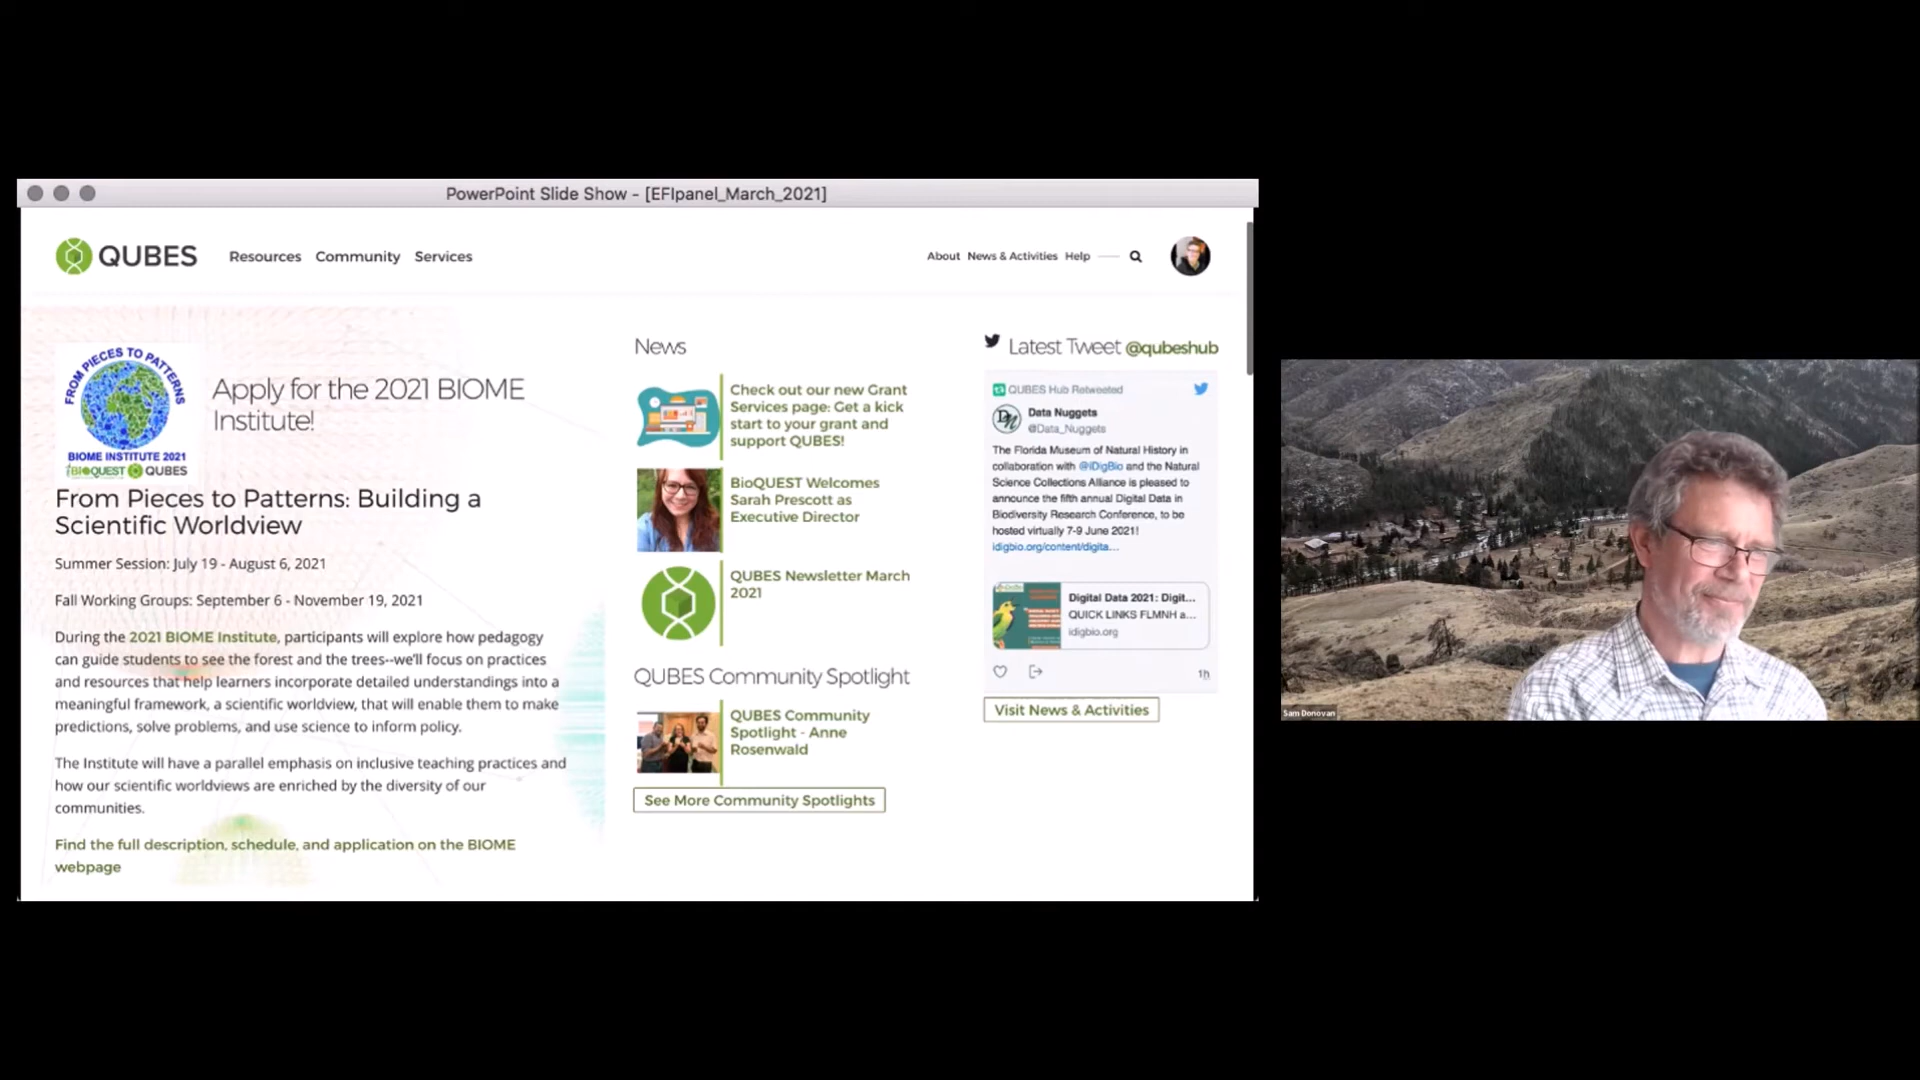 PowerPoint Slide Show - [EFIpanel_March_2021]
QUBES
Resources Community Services
About News & Activities Help
FROM PIECES TO PATTERNS
BIOME INSTITUTE 2021
BIOQUEST QUBES
Apply for the 2021 BIOME
Institute!
From Pieces to Patterns: Building a
Scientific Worldview
Summer Session: July 19 - August 6, 2021
Fall Working Groups: September 6 - November 19, 2021
During the 2021 BIOME Institute, participants will explore how pedagogy
can guide students to see the forest and the trees--we'll focus on practices
and resources that help learners incorporate detailed understandings into a
meaningful framework, a scientific worldview, that will enable them to make
predictions, solve problems, and use science to inform policy.
The Institute will have a parallel emphasis on inclusive teaching practices and
how our scientific worldviews are enriched by the diversity of our
communities.
Find the full description, schedule, and application on the BIOME
webpage
News
Check out our new Grant
Services page: Get a kick
start to your grant and
support QUBES!
BioQUEST Welcomes
Sarah Prescott as
Executive Director
QUBES Newsletter March
2021
QUBES Community Spotlight
QUBES Community
Spotlight - Anne
Rosenwald
See More Community Spotlights
Latest Tweet @qubeshub
QUBES Hub Retweeted
DN
Data Nuggets
@Data_Nuggets
The Florida Museum of Natural History in
collaboration with @iDigBio and the Natural
Science Collections Alliance is pleased to
announce the fifth annual Digital Data in
Biodiversity Research Conference, to be
hosted virtually 7-9 June 2021!
idigbio.org/content/digita...
Digital Data 2021: Digit...
QUICK LINKS FLMNH a...
idigbio.org
1h
Visit News & Activities
Sam Donovan